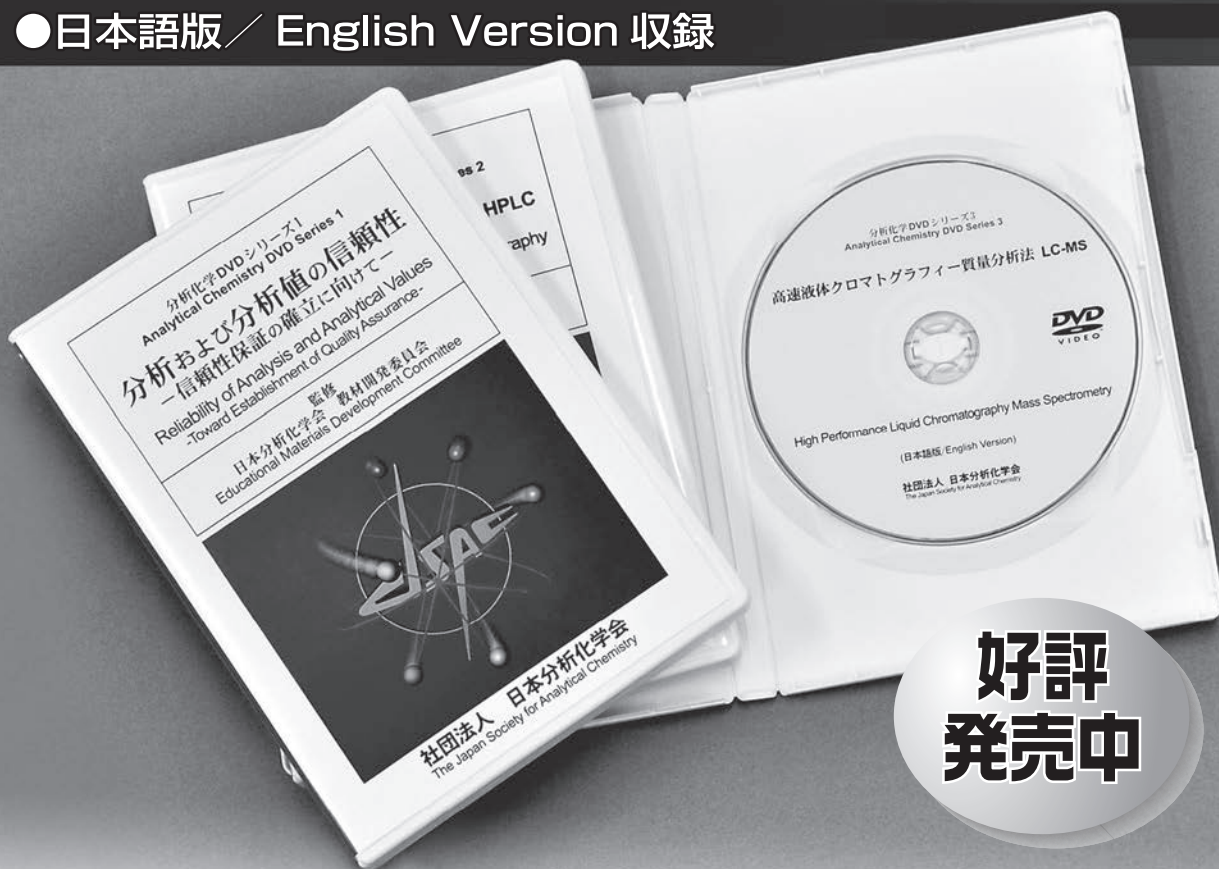 ●日本語版／ English Version 収録
分析化学DVDシリーズ1
Analytical Chemistry DVD Series 1
分析および分析値の信頼性
－信頼性保証の確立に向けて－
Reliability of Analysis and Analytical Values
-Toward Establishment of Quality Assurance-
監修
日本分析化学会 教材開発委員会
Educational Materials Development Committee
JSAC
社団法人 日本分析化学会
The Japan Society for Analytical Chemistry
2
HPLC
分析化学DVDシリーズ3
Analytical Chemistry DVD Series 3
高速液体クロマトグラフィー質量分析法 LC-MS
DVD
VIDEO
High Performance Liquid Chromatography Mass Spectrometry
(日本語版/English Version)
社団法人 日本分析化学会
The Japan Society for Analytical Chemistry
好評
発売中